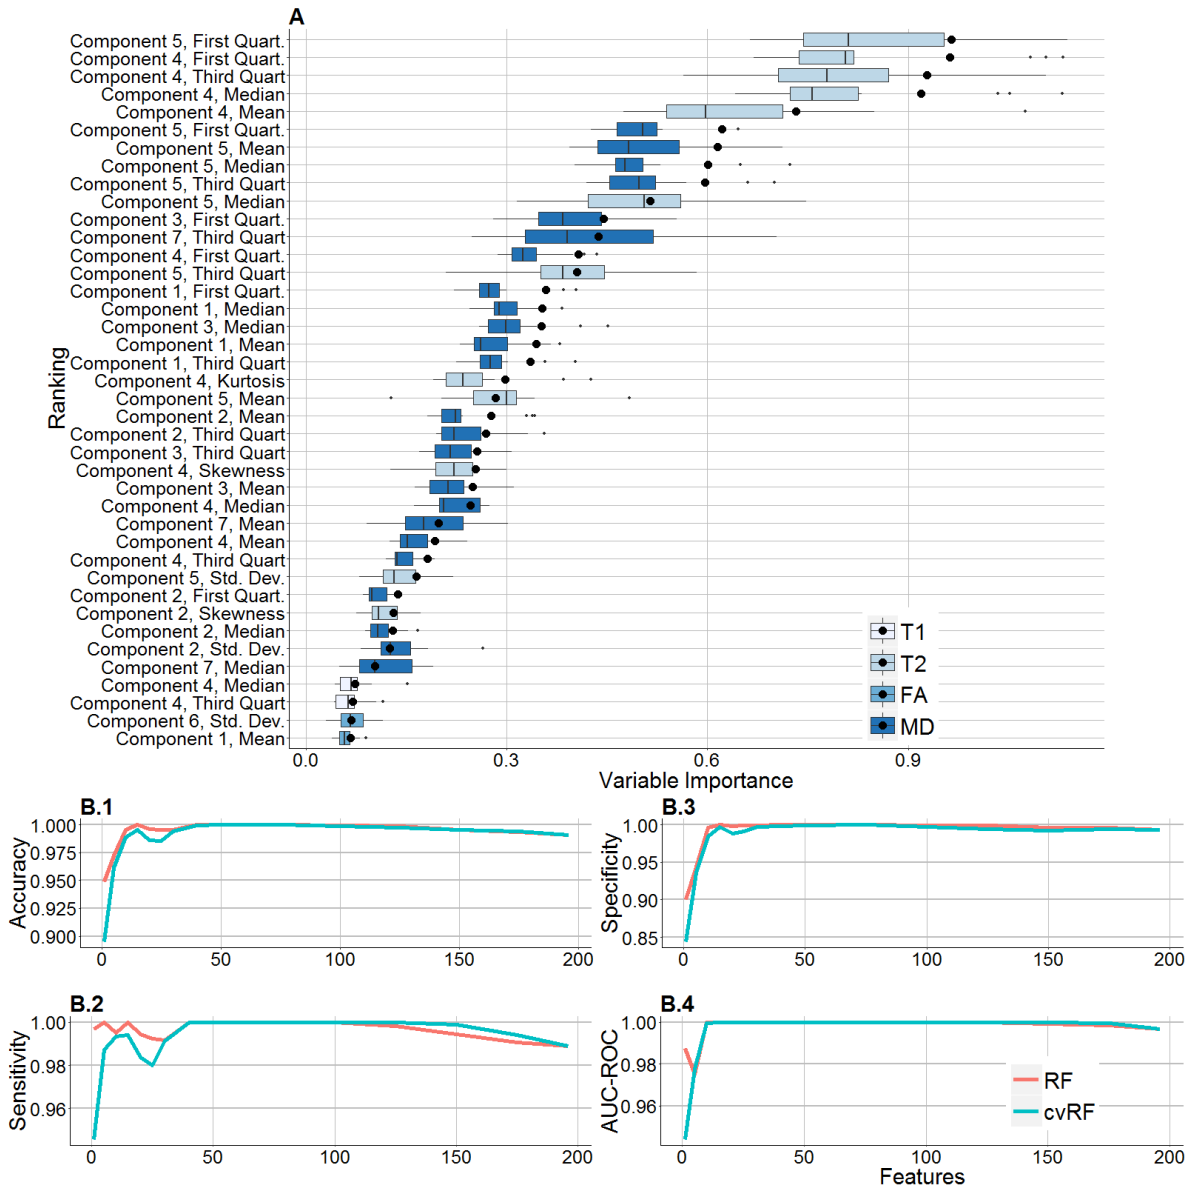 A
Component 5, First Quart.
Component 4, First Quart.
Component 4, Third Quart
Component 4, Median
Component 4, Mean
Component 5, First Quart.
Component 5, Mean
Component 5, Median
Component 5, Third Quart
Component 5, Median
Component 3, First Quart.
Component 7, Third Quart
Component 4, First Quart.
Component 5, Third Quart
Component 1, First Quart.
Component 1, Median
Component 3, Median
Component 1, Mean
Component 1, Third Quart
Component 4, Kurtosis
Component 5, Mean
Component 2, Mean
Component 2, Third Quart
Component 3, Third Quart
Component 4, Skewness
Component 3, Mean
Component 4, Median
Component 7, Mean
Component 4, Mean
Component 4, Third Quart
Component 5, Std. Dev.
Component 2, First Quart.
Component 2, Skewness
Component 2, Median
Component 2, Std. Dev.
Component 7, Median
Component 4, Median
Component 4, Third Quart
Component 6, Std. Dev.
Component 1, Mean
Ranking
T1
T2
FA
MD
0.0 0.3 0.6 0.9
Variable Importance
B.1
1.000
0.975
0.950
0.925
0.900
Accuracy
0 50 100 150 200
B.3
1.00
0.95
0.90
0.85
Specificity
0 50 100 150 200
B.2
1.00
0.98
0.96
Sensitivity
0 50 100 150 200
B.4
1.00
0.98
0.96
AUC-ROC
RF
cvRF
0 50 100 150 200
Features